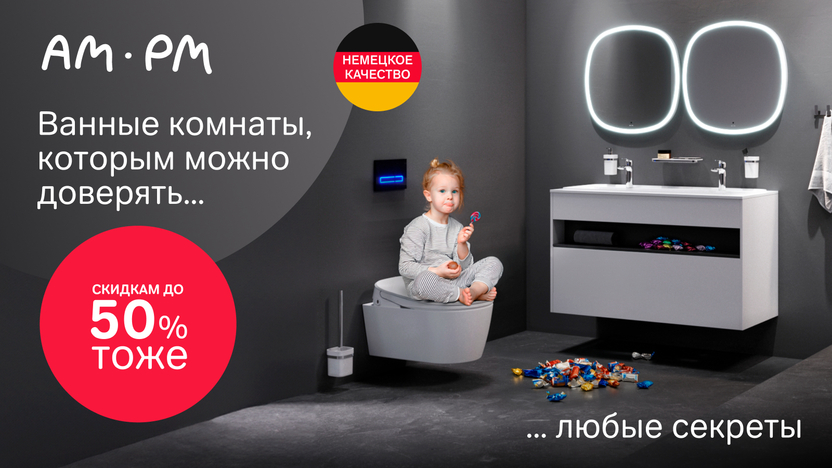 AM·PM
НЕМЕЦКОЕ
КАЧЕСТВО
Ванные комнаты,
которым можно
доверять...
СКИДКАМ ДО
50%
тоже
... любые секреты